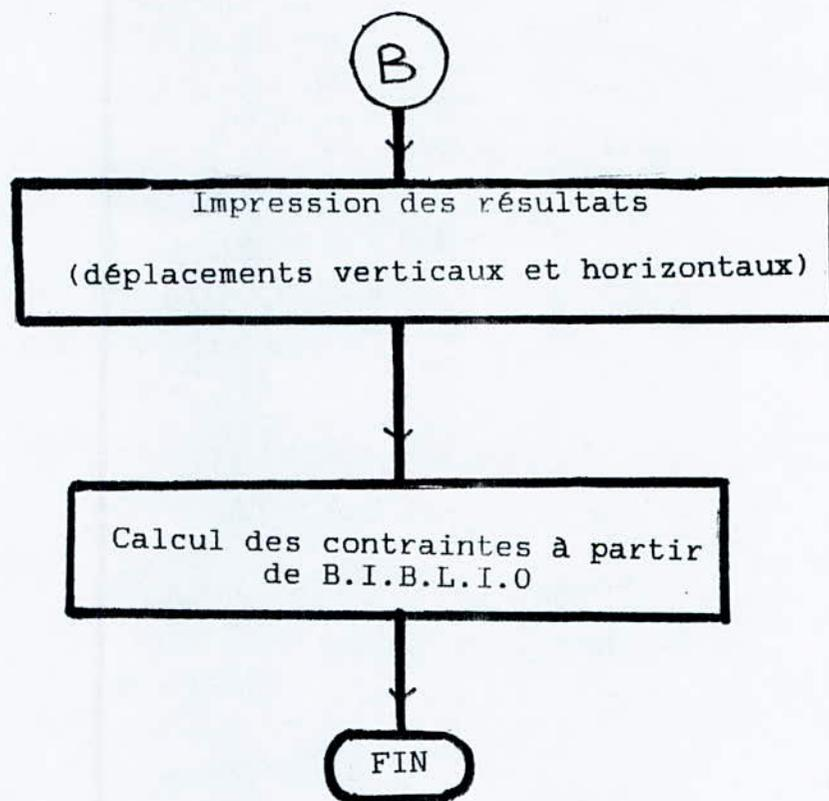 B
Impression des résultats
(déplacements verticaux et horizontaux)
Calcul des contraintes à partir
de B.I.B.L.I.O
FIN